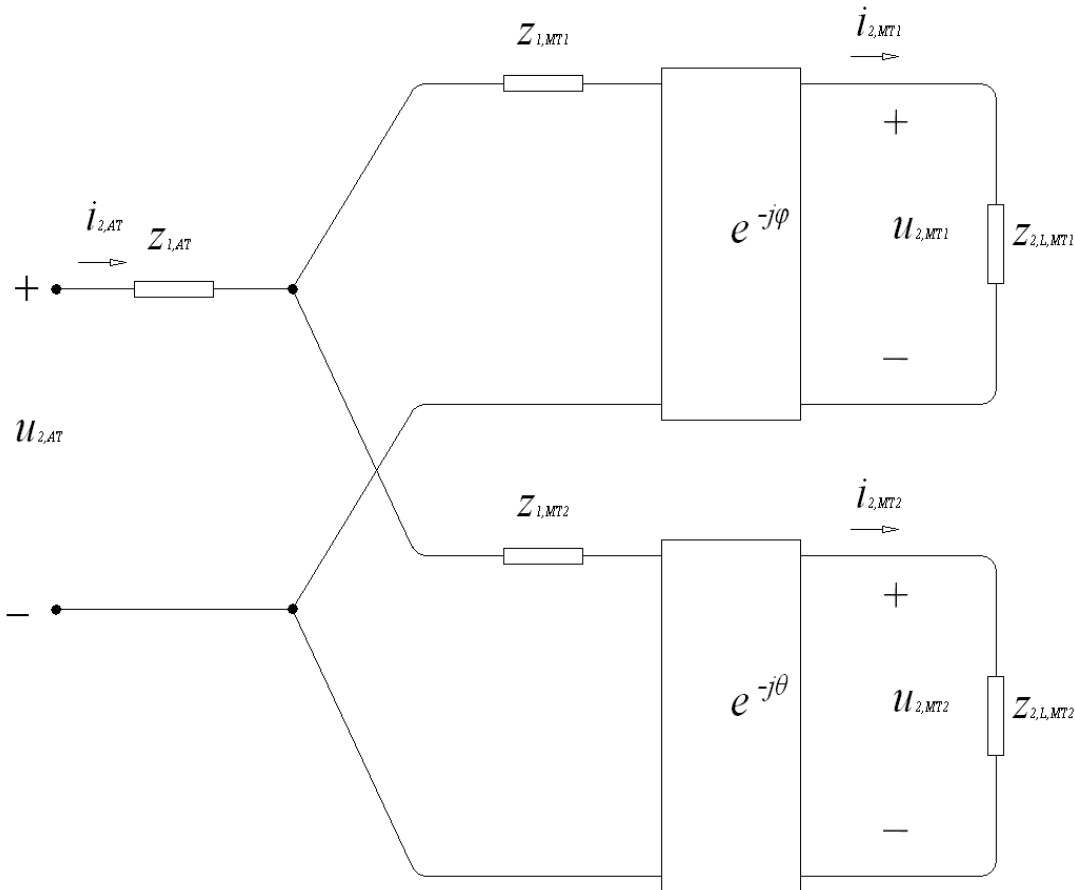 z1,MT1
i2,MT1
+
e-jφ
u2,MT1
z2,L,MT1
−
i2,AT
z1,AT
+
u2,AT
−
z1,MT2
i2,MT2
+
e-jθ
u2,MT2
z2,L,MT2
−